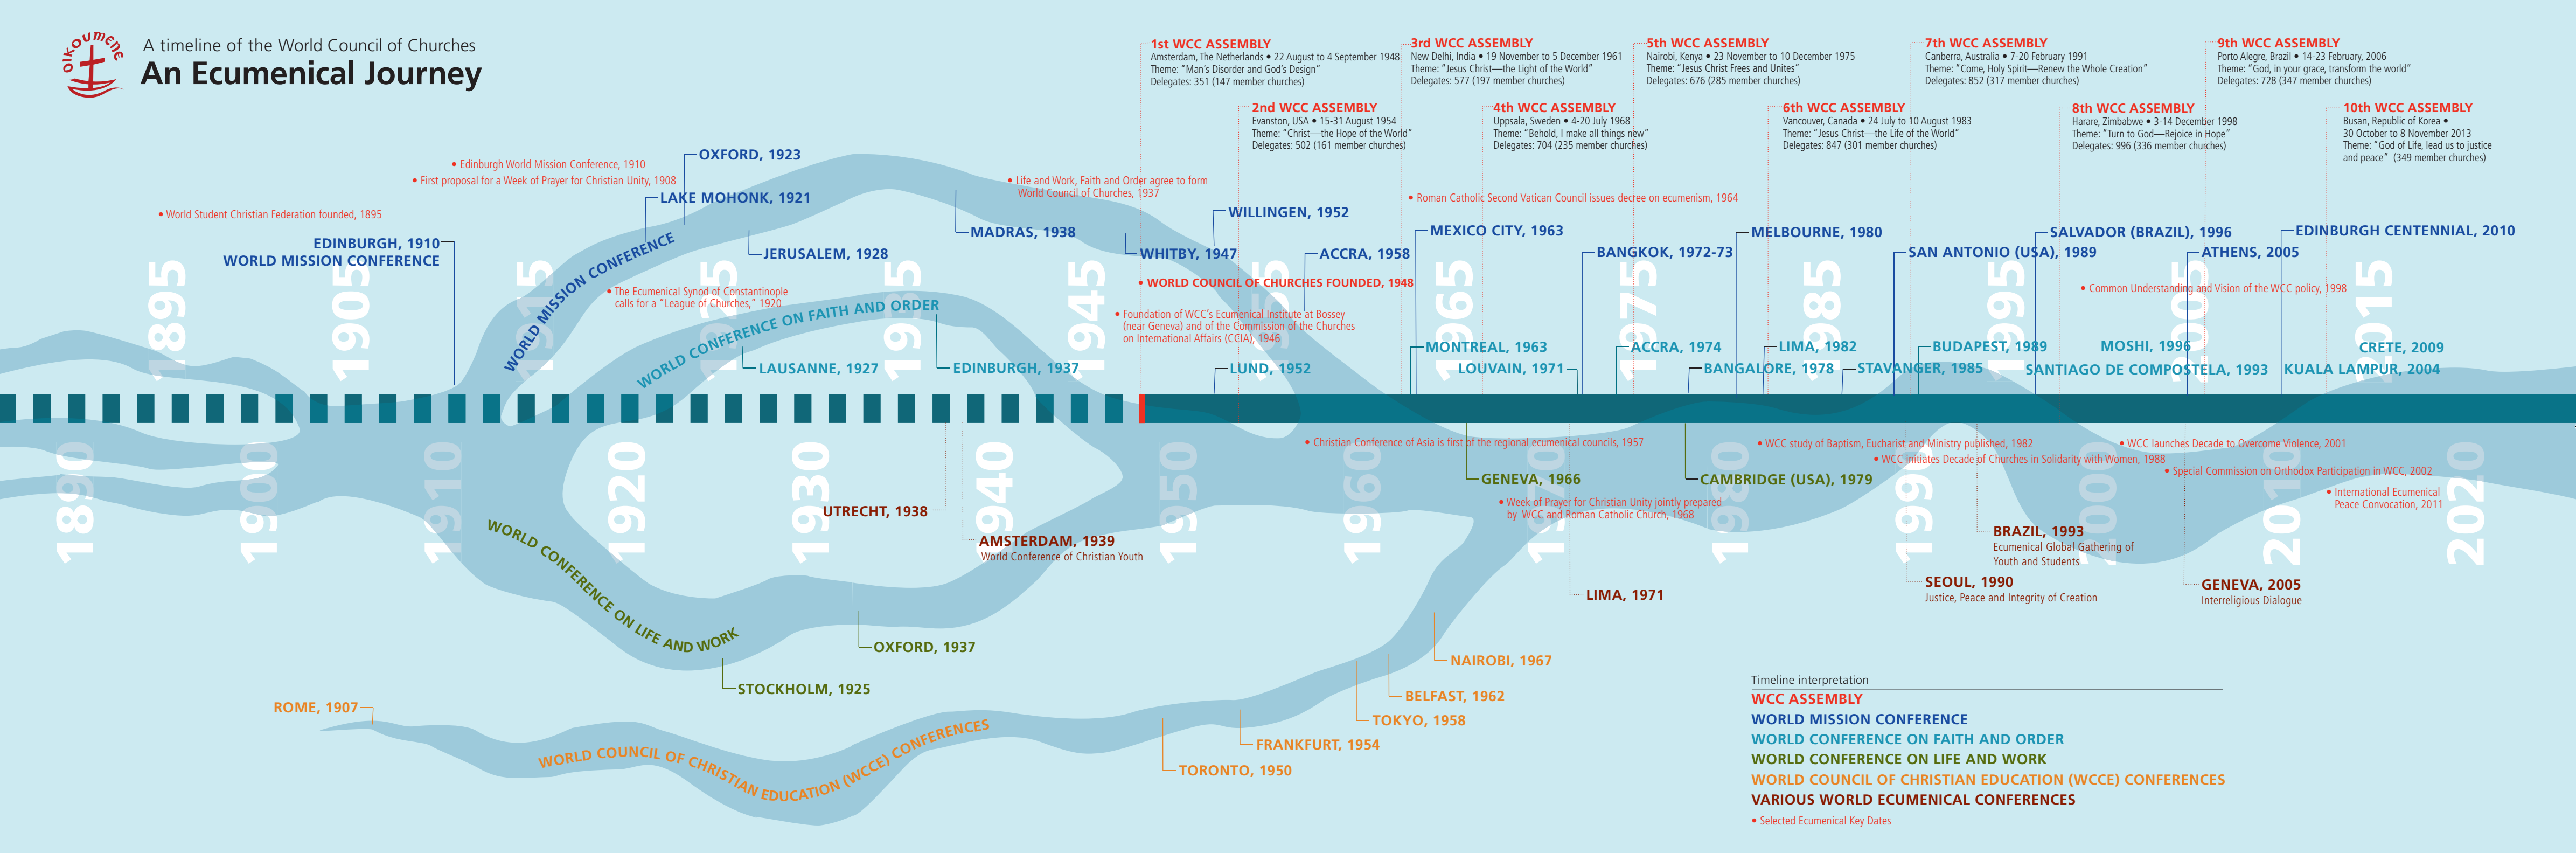 OIKOUMENE
A timeline of the World Council of Churches
An Ecumenical Journey
1st WCC ASSEMBLY
Amsterdam, The Netherlands • 22 August to 4 September 1948
Theme: “Man’s Disorder and God’s Design”
Delegates: 351 (147 member churches)
2nd WCC ASSEMBLY
Evanston, USA • 15-31 August 1954
Theme: “Christ—the Hope of the World”
Delegates: 502 (161 member churches)
3rd WCC ASSEMBLY
New Delhi, India • 19 November to 5 December 1961
Theme: “Jesus Christ—the Light of the World”
Delegates: 577 (197 member churches)
4th WCC ASSEMBLY
Uppsala, Sweden • 4-20 July 1968
Theme: “Behold, I make all things new”
Delegates: 704 (235 member churches)
5th WCC ASSEMBLY
Nairobi, Kenya • 23 November to 10 December 1975
Theme: “Jesus Christ Frees and Unites”
Delegates: 676 (285 member churches)
6th WCC ASSEMBLY
Vancouver, Canada • 24 July to 10 August 1983
Theme: “Jesus Christ—the Life of the World”
Delegates: 847 (301 member churches)
7th WCC ASSEMBLY
Canberra, Australia • 7-20 February 1991
Theme: “Come, Holy Spirit—Renew the Whole Creation”
Delegates: 852 (317 member churches)
8th WCC ASSEMBLY
Harare, Zimbabwe • 3-14 December 1998
Theme: “Turn to God—Rejoice in Hope”
Delegates: 996 (336 member churches)
9th WCC ASSEMBLY
Porto Alegre, Brazil • 14-23 February, 2006
Theme: “God, in your grace, transform the world”
Delegates: 728 (347 member churches)
10th WCC ASSEMBLY
Busan, Republic of Korea •
30 October to 8 November 2013
Theme: “God of Life, lead us to justice
and peace” (349 member churches)
• Edinburgh World Mission Conference, 1910
• First proposal for a Week of Prayer for Christian Unity, 1908
• World Student Christian Federation founded, 1895
EDINBURGH, 1910
WORLD MISSION CONFERENCE
OXFORD, 1923
LAKE MOHONK, 1921
JERUSALEM, 1928
• Life and Work, Faith and Order agree to form
World Council of Churches, 1937
MADRAS, 1938
WILLINGEN, 1952
WHITBY, 1947
ACCRA, 1958
• Roman Catholic Second Vatican Council issues decree on ecumenism, 1964
MEXICO CITY, 1963
BANGKOK, 1972-73
MELBOURNE, 1980
SAN ANTONIO (USA), 1989
SALVADOR (BRAZIL), 1996
ATHENS, 2005
EDINBURGH CENTENNIAL, 2010
• WORLD COUNCIL OF CHURCHES FOUNDED, 1948
• The Ecumenical Synod of Constantinople
calls for a “League of Churches,” 1920
• Foundation of WCC’s Ecumenical Institute at Bossey
(near Geneva) and of the Commission of the Churches
on International Affairs (CCIA), 1946
• Common Understanding and Vision of the WCC policy, 1998
WORLD MISSION CONFERENCE
WORLD CONFERENCE ON FAITH AND ORDER
1895
1905
1915
1925
1935
1945
1955
1965
1975
1985
1995
2005
2015
LAUSANNE, 1927
EDINBURGH, 1937
LUND, 1952
MONTREAL, 1963
LOUVAIN, 1971
ACCRA, 1974
BANGALORE, 1978
LIMA, 1982
STAVANGER, 1985
BUDAPEST, 1989
SANTIAGO DE COMPOSTELA, 1993
MOSHI, 1996
KUALA LAMPUR, 2004
CRETE, 2009
1890
1900
1910
1920
1930
1940
1950
1960
1970
1980
1990
2000
2010
2020
• Christian Conference of Asia is first of the regional ecumenical councils, 1957
• WCC study of Baptism, Eucharist and Ministry published, 1982
• WCC initiates Decade of Churches in Solidarity with Women, 1988
• WCC launches Decade to Overcome Violence, 2001
• Special Commission on Orthodox Participation in WCC, 2002
• International Ecumenical
Peace Convocation, 2011
GENEVA, 1966
CAMBRIDGE (USA), 1979
• Week of Prayer for Christian Unity jointly prepared
by WCC and Roman Catholic Church, 1968
UTRECHT, 1938
AMSTERDAM, 1939
World Conference of Christian Youth
BRAZIL, 1993
Ecumenical Global Gathering of
Youth and Students
SEOUL, 1990
Justice, Peace and Integrity of Creation
GENEVA, 2005
Interreligious Dialogue
LIMA, 1971
WORLD CONFERENCE ON LIFE AND WORK
OXFORD, 1937
STOCKHOLM, 1925
ROME, 1907
WORLD COUNCIL OF CHRISTIAN EDUCATION (WCCE) CONFERENCES
NAIROBI, 1967
BELFAST, 1962
TOKYO, 1958
FRANKFURT, 1954
TORONTO, 1950
Timeline interpretation
WCC ASSEMBLY
WORLD MISSION CONFERENCE
WORLD CONFERENCE ON FAITH AND ORDER
WORLD CONFERENCE ON LIFE AND WORK
WORLD COUNCIL OF CHRISTIAN EDUCATION (WCCE) CONFERENCES
VARIOUS WORLD ECUMENICAL CONFERENCES
• Selected Ecumenical Key Dates